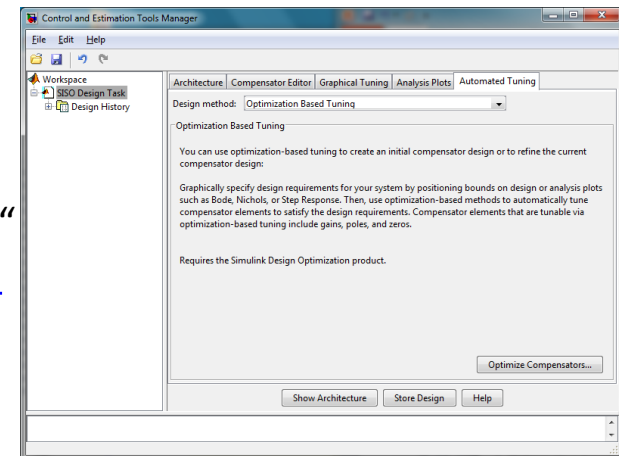 Control and Estimation Tools Manager
File Edit Help
Workspace
SISO Design Task
Design History
Architecture Compensator Editor Graphical Tuning Analysis Plots Automated Tuning
Design method: Optimization Based Tuning
Optimization Based Tuning
You can use optimization-based tuning to create an initial compensator design or to refine the current
compensator design:
Graphically specify design requirements for your system by positioning bounds on design or analysis plots
such as Bode, Nichols, or Step Response. Then, use optimization-based methods to automatically tune
compensator elements to satisfy the design requirements. Compensator elements that are tunable via
optimization-based tuning include gains, poles, and zeros.
“
Requires the Simulink Design Optimization product.
Optimize Compensators...
Show Architecture Store Design Help